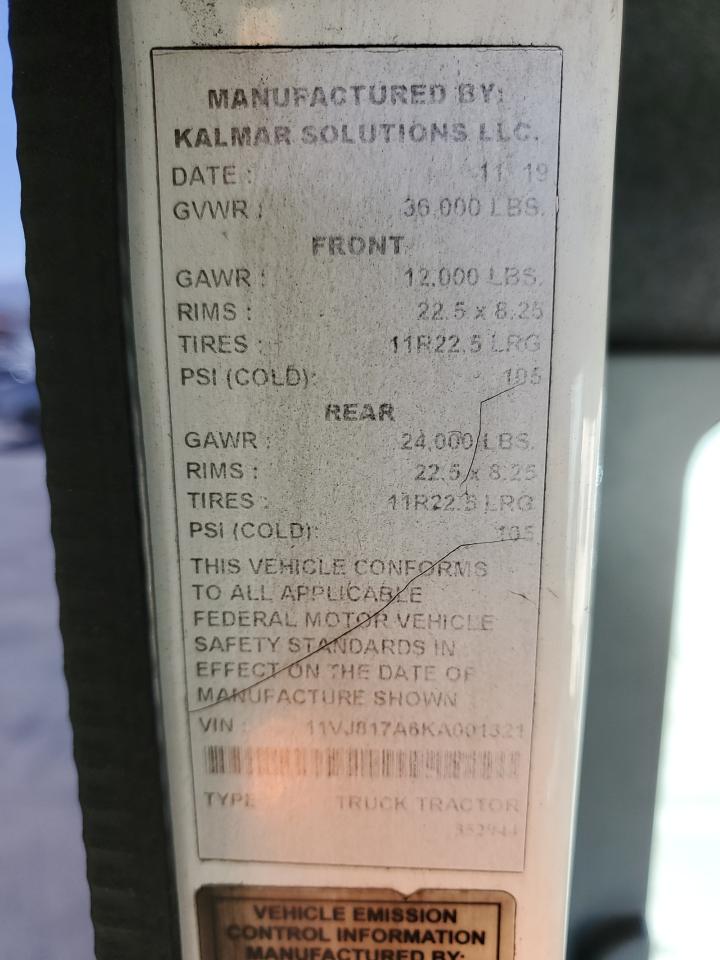 MANUFACTURED BY:
KALMAR SOLUTIONS LLC.
DATE : 11 19
GVWR : 36,000 LBS.
FRONT
GAWR : 12,000 LBS.
RIMS : 22.5 x 8.25
TIRES : 11R22.5 LRG
PSI (COLD): 105
REAR
GAWR : 24,000 LBS.
RIMS : 22.5 x 8.25
TIRES : 11R22.5 LRG
PSI (COLD): 105
THIS VEHICLE CONFORMS
TO ALL APPLICABLE
FEDERAL MOTOR VEHICLE
SAFETY STANDARDS IN
EFFECT ON THE DATE OF
MANUFACTURE SHOWN
VIN : 11VJ817A6KA001321
TYPE TRUCK TRACTOR
352944
VEHICLE EMISSION
CONTROL INFORMATION
MANUFACTURED BY: